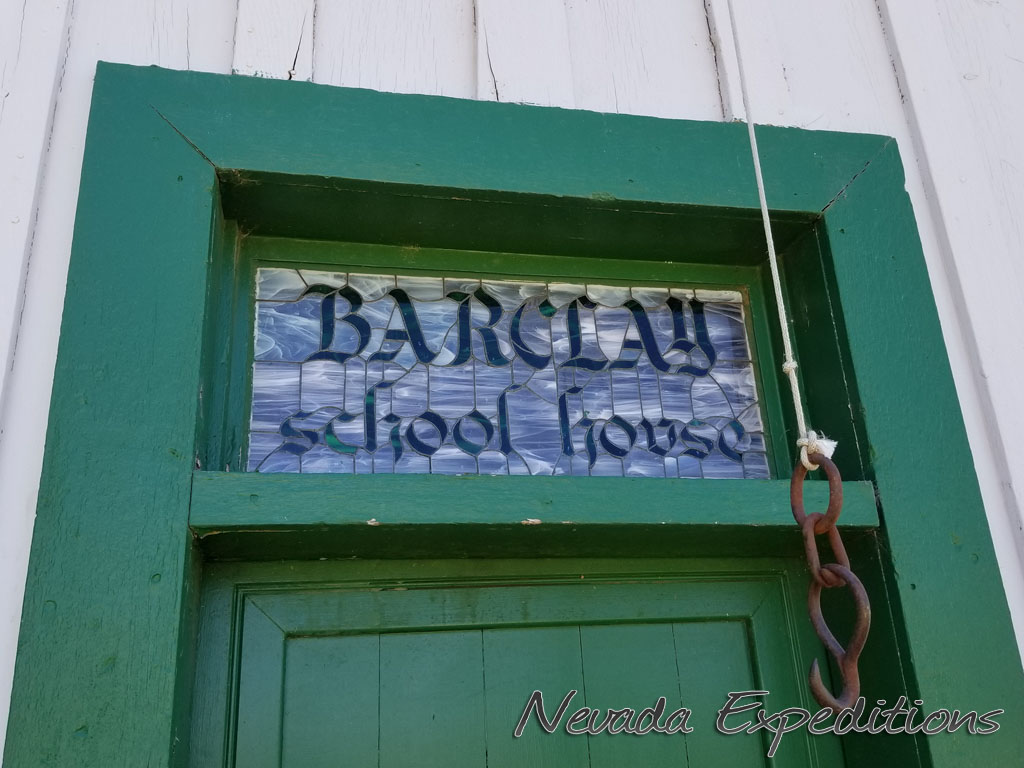 BARCLAY
school house
Nevada Expeditions